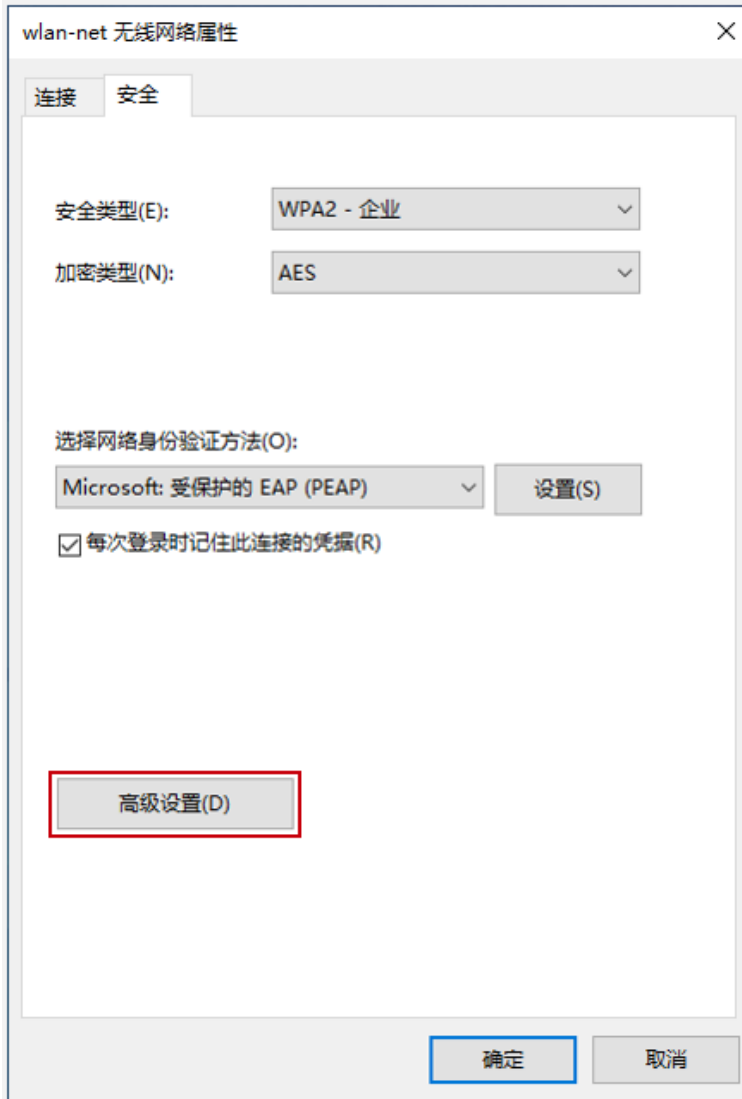 wlan-net 无线网络属性
连接 安全
安全类型(E): WPA2 - 企业
加密类型(N): AES
选择网络身份验证方法(O):
Microsoft: 受保护的 EAP (PEAP) 设置(S)
每次登录时记住此连接的凭据(R)
高级设置(D)
确定 取消